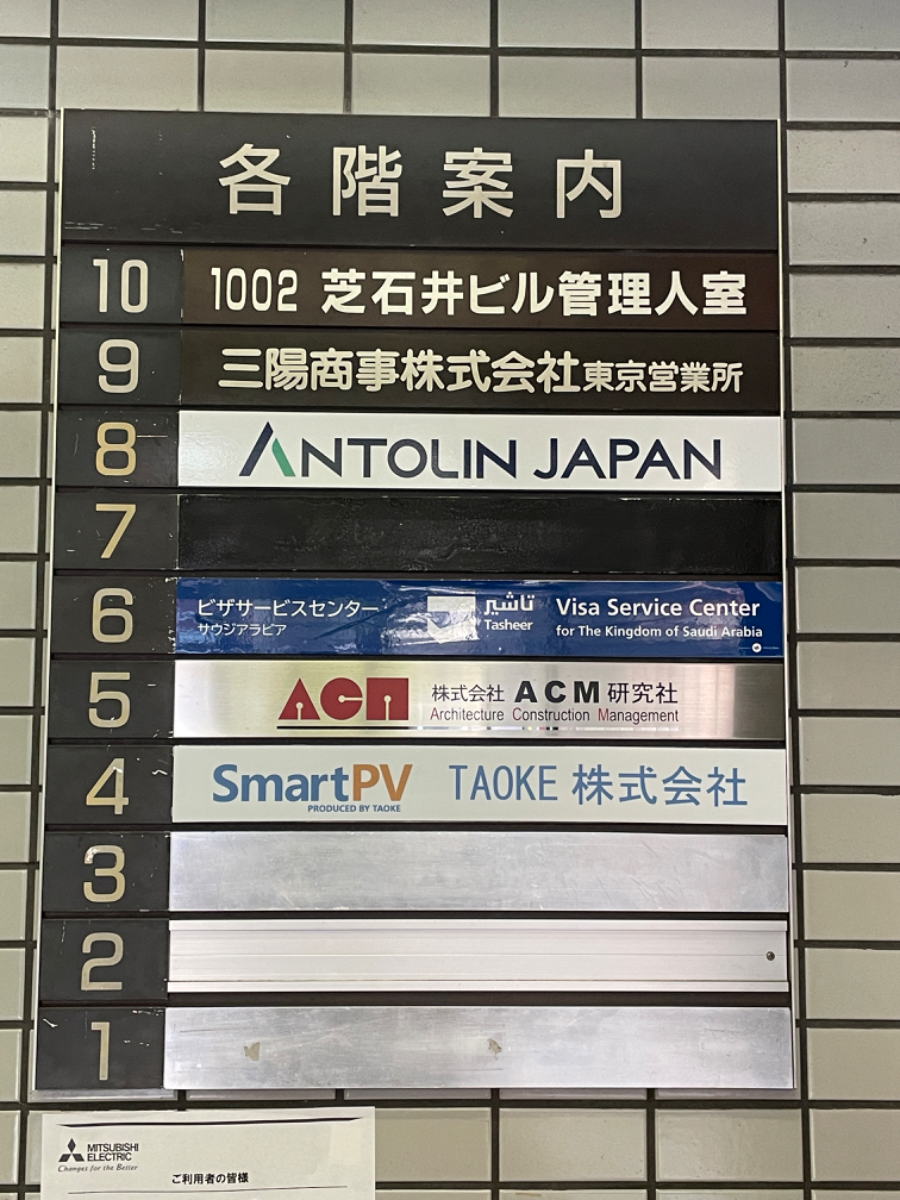 各階案内
10 1002 芝石井ビル管理人室
9 三陽商事株式会社東京営業所
8 ANTOLIN JAPAN
7
6 ビザサービスセンター تاشير Visa Service Center
サウジアラビア Tasheer for The Kingdom of Saudi Arabia
5 ACM 株式会社 ACM 研究社
Architecture Construction Management
4 SmartPV TAOKE 株式会社
PRODUCED BY TAOKE
3
2
1
MITSUBISHI
ELECTRIC
Changes for the Better
ご利用者の皆様